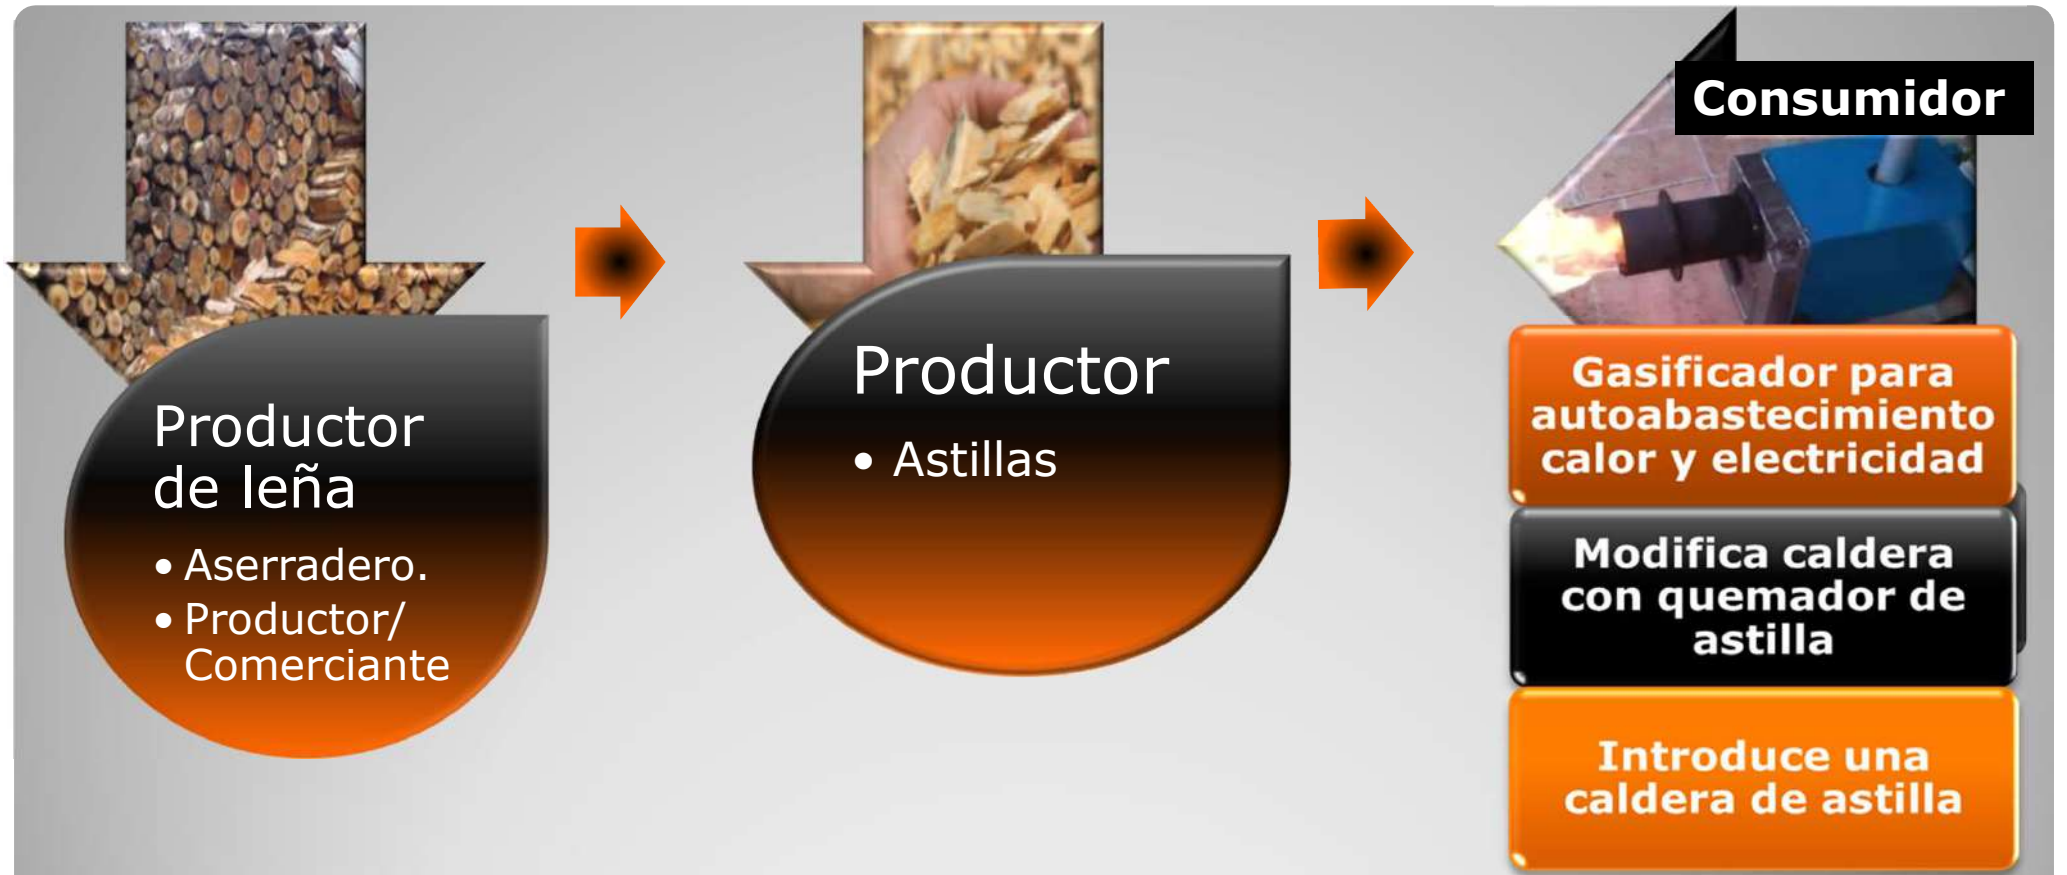 Productor
de leña
• Aserradero.
• Productor/
Comerciante
Productor
• Astillas
Consumidor
Gasificador para
autoabastecimiento
calor y electricidad
Modifica caldera
con quemador de
astilla
Introduce una
caldera de astilla